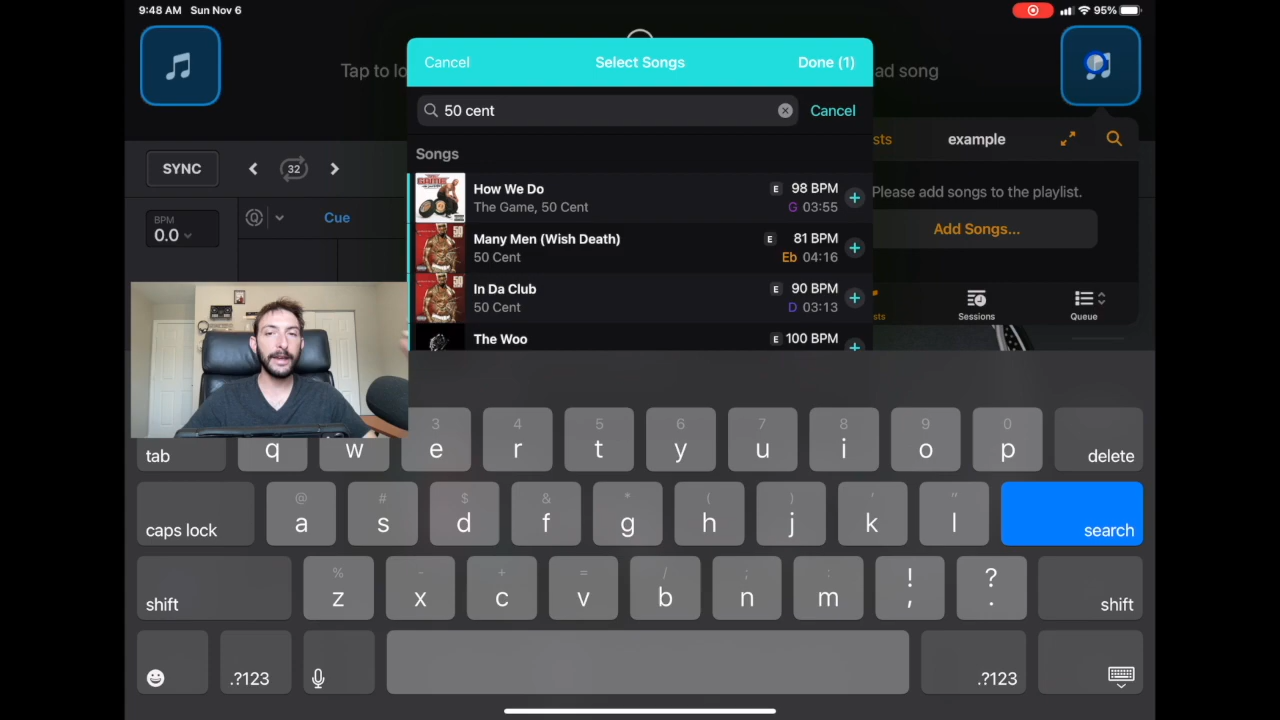 9:48 AM Sun Nov 6
95%
Tap to lo
ad song
Cancel
Select Songs
Done (1)
50 cent
Cancel
sts
example
Songs
SYNC
32
How We Do
E 98 BPM
The Game, 50 Cent
G 03:55
Please add songs to the playlist.
BPM
0.0
Cue
Add Songs...
Many Men (Wish Death)
E 81 BPM
50 Cent
Eb 04:16
In Da Club
E 90 BPM
50 Cent
D 03:13
sts
Sessions
Queue
The Woo
E 100 BPM
3 4 5 6 7 8 9 0
tab q w e r t y u i o p delete
@ # $ & * ( ) ' "
caps lock a s d f g h j k l search
% - + = / ; : ! ?
shift z x c v b n m , . shift
.?123
.?123